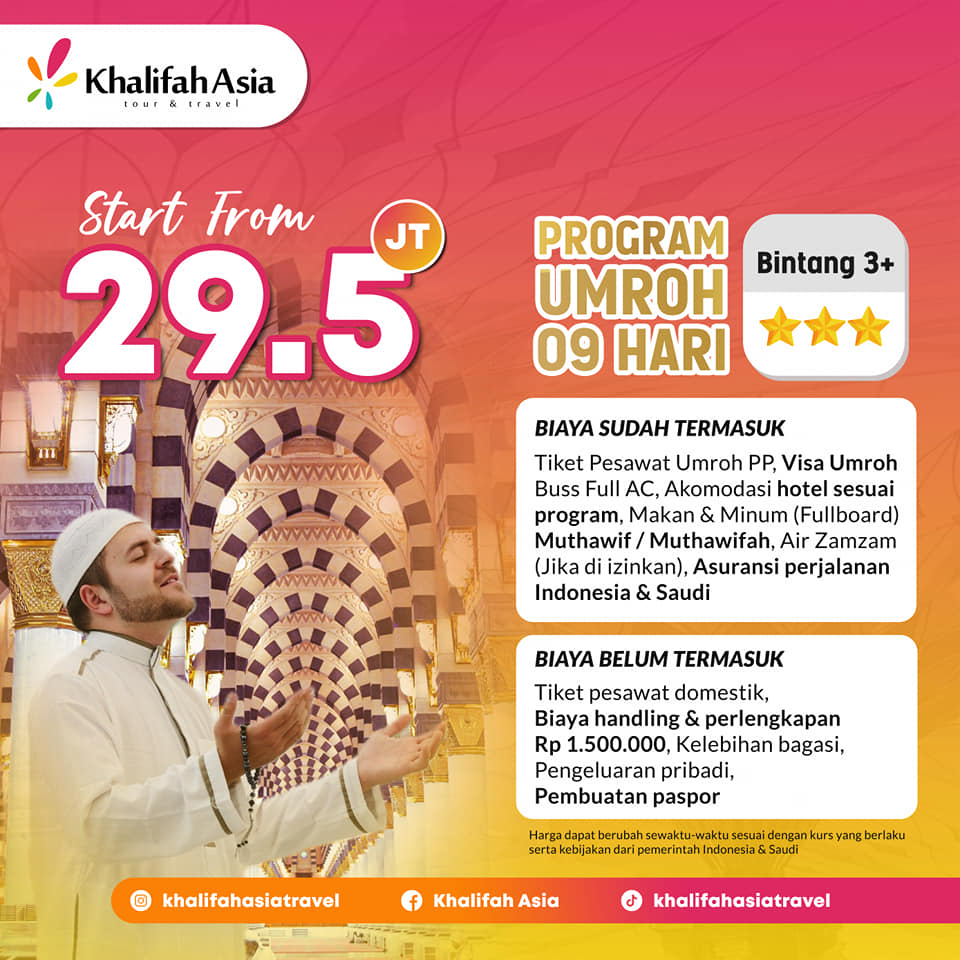 Khalifah Asia
tour & travel
Start From
29.5 JT
PROGRAM
UMROH
09 HARI
Bintang 3+
BIAYA SUDAH TERMASUK
Tiket Pesawat Umroh PP, Visa Umroh
Buss Full AC, Akomodasi hotel sesuai
program, Makan & Minum (Fullboard)
Muthawif / Muthawifah, Air Zamzam
(Jika di izinkan), Asuransi perjalanan
Indonesia & Saudi
BIAYA BELUM TERMASUK
Tiket pesawat domestik,
Biaya handling & perlengkapan
Rp 1.500.000, Kelebihan bagasi,
Pengeluaran pribadi,
Pembuatan paspor
Harga dapat berubah sewaktu-waktu sesuai dengan kurs yang berlaku
serta kebijakan dari pemerintah Indonesia & Saudi
khalifahasiatravel Khalifah Asia khalifahasiatravel